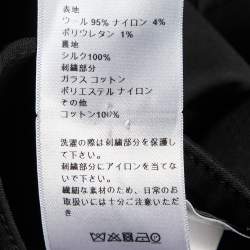 表地
ウール 95% ナイロン 4%
ポリウレタン 1%
裏地
シルク100%
刺繍部分
ガラス コットン
ポリエステル ナイロン
その他
コットン100%
洗濯の際は刺繍部分を保護し
て下さい。
刺繍部分にアイロンを当てない
で下さい。
繊細な素材のため、日常のお
取扱いには十分ご注意くださ
い